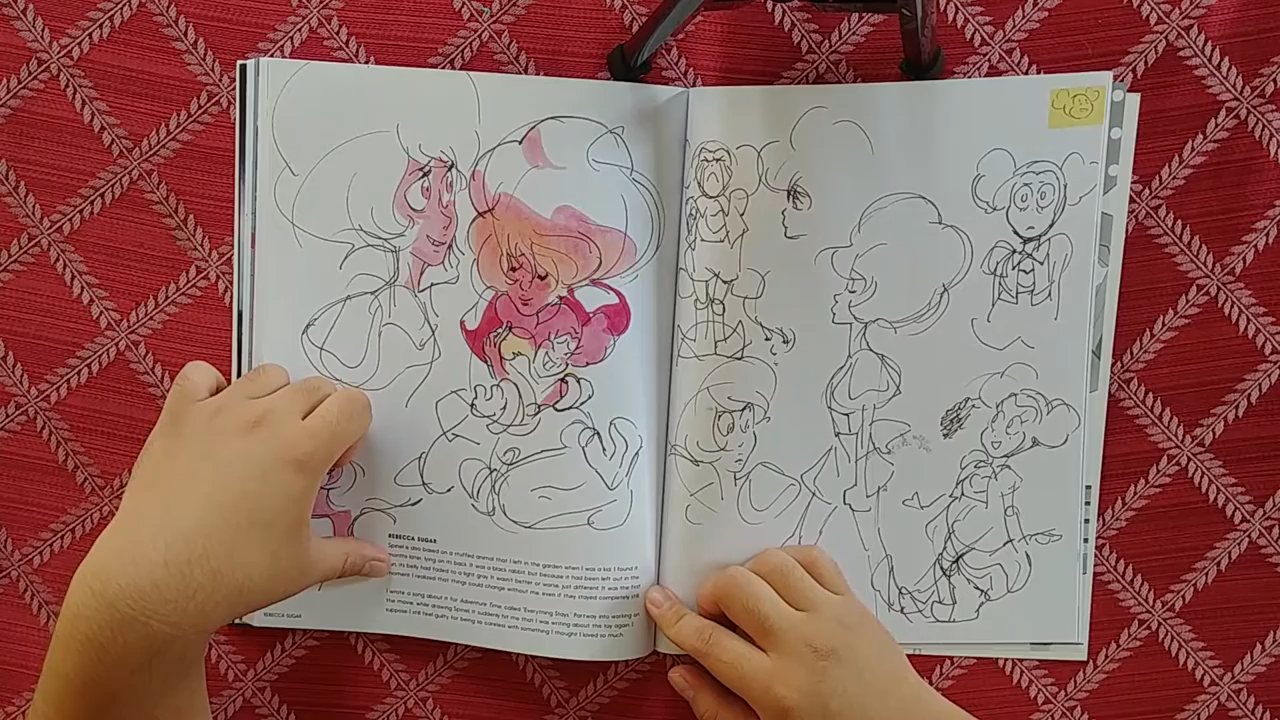 REBECCA SUGAR:
Spinel is also based on a stuffed animal that I left in the garden when I was a kid. I found it
months later, lying on its back. It was a black rabbit, but because it had been left out in the
sun, its belly had faded to a light gray. It wasn't better or worse, just different. It was the first
moment I realized that things could change without me, even if they stayed completely still.
I wrote a song about it for Adventure Time, called "Everything Stays." Partway into working on
the movie, while drawing Spinel, it suddenly hit me that I was writing about this toy again. I
suppose I still feel guilty for being so careless with something I thought I loved so much.
REBECCA SUGAR